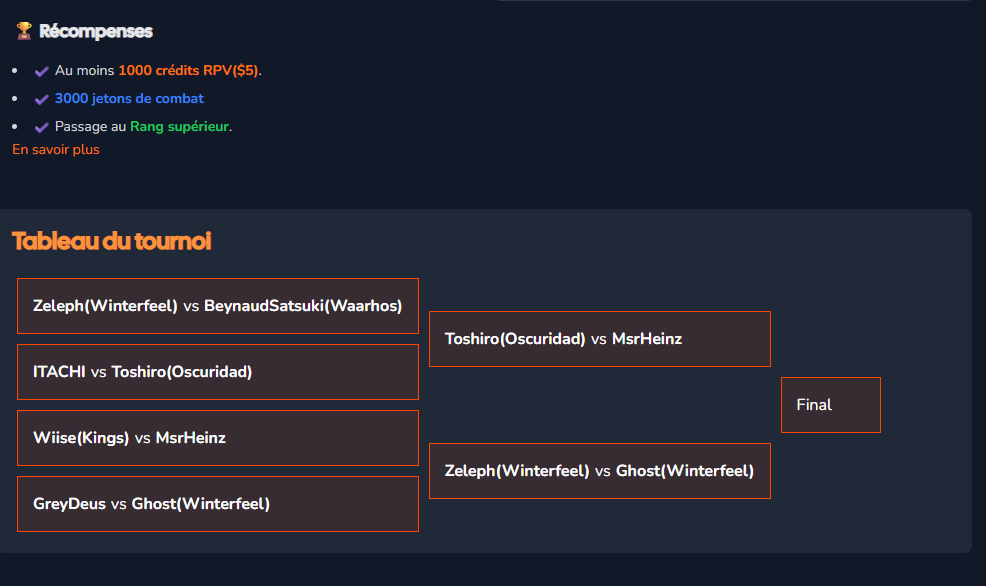 🏆 Récompenses
✔ Au moins 1000 crédits RPV($5).
✔ 3000 jetons de combat
✔ Passage au Rang supérieur.
En savoir plus
Tableau du tournoi
Zeleph(Winterfeel) vs BeynaudSatsuki(Waarhos)
ITACHI vs Toshiro(Oscuridad)
Wiise(Kings) vs MsrHeinz
GreyDeus vs Ghost(Winterfeel)
Toshiro(Oscuridad) vs MsrHeinz
Zeleph(Winterfeel) vs Ghost(Winterfeel)
Final